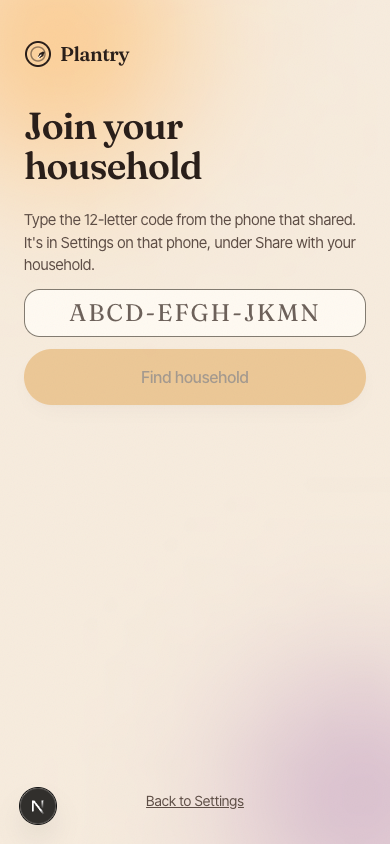 Plantry
Join your
household
Type the 12-letter code from the phone that shared.
It's in Settings on that phone, under Share with your
household.
ABCD-EFGH-JKMN
Find household
Back to Settings
N